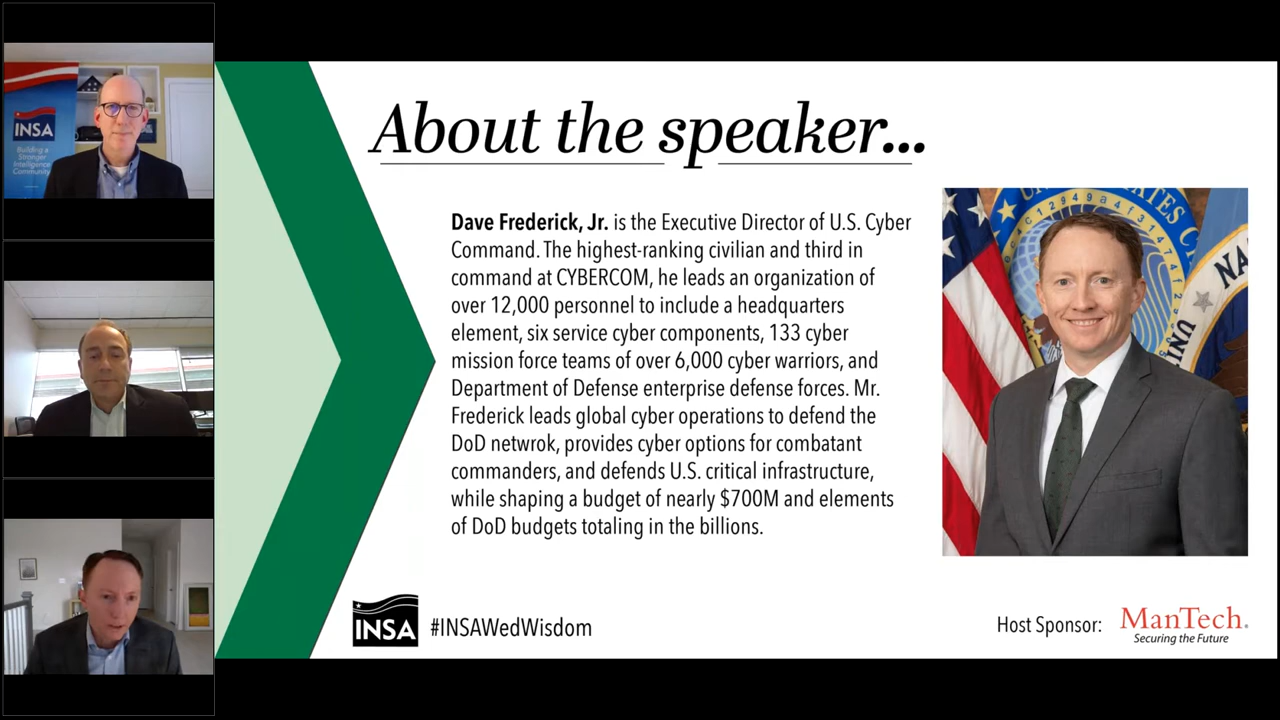 INSA
Building a
Stronger
Intelligence
Community
About the speaker...
Dave Frederick, Jr. is the Executive Director of U.S. Cyber
Command. The highest-ranking civilian and third in
command at CYBERCOM, he leads an organization of
over 12,000 personnel to include a headquarters
element, six service cyber components, 133 cyber
mission force teams of over 6,000 cyber warriors, and
Department of Defense enterprise defense forces. Mr.
Frederick leads global cyber operations to defend the
DoD netwrok, provides cyber options for combatant
commanders, and defends U.S. critical infrastructure,
while shaping a budget of nearly $700M and elements
of DoD budgets totaling in the billions.
INSA #INSAWedWisdom
Host Sponsor: ManTech®
Securing the Future